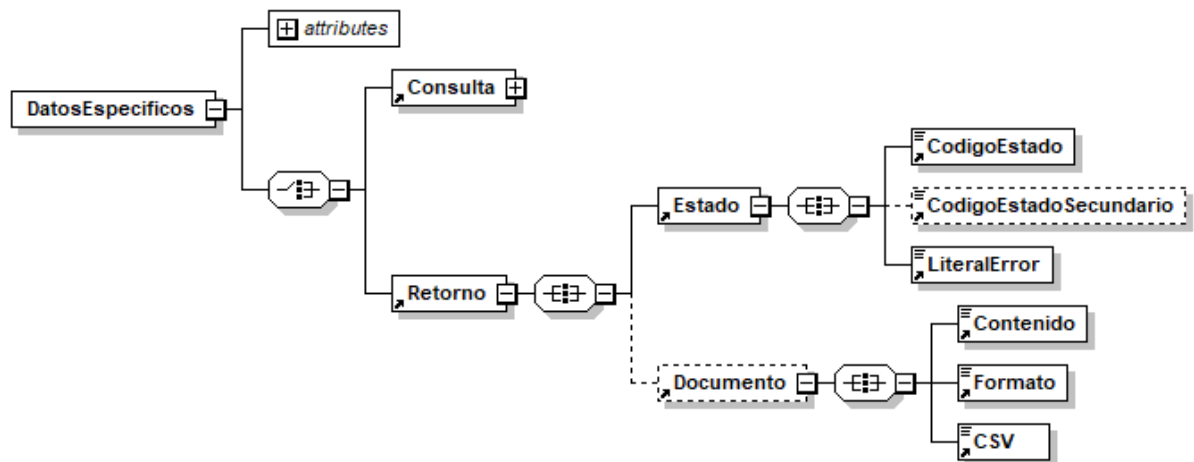 attributes
DatosEspecificos
Consulta
Retorno
Estado
CodigoEstado
CodigoEstadoSecundario
LiteralError
Documento
Contenido
Formato
CSV